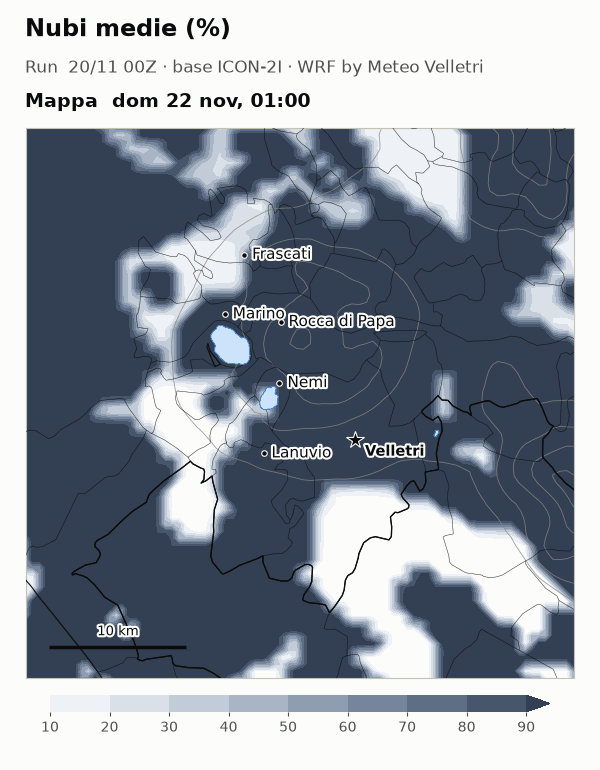 Nubi medie (%)
Run  20/11 00Z · base ICON-2I · WRF by Meteo Velletri
Mappa  dom 22 nov, 01:00
Frascati
Marino
Rocca di Papa
Nemi
Velletri
Lanuvio
10 km
10 20 30 40 50 60 70 80 90